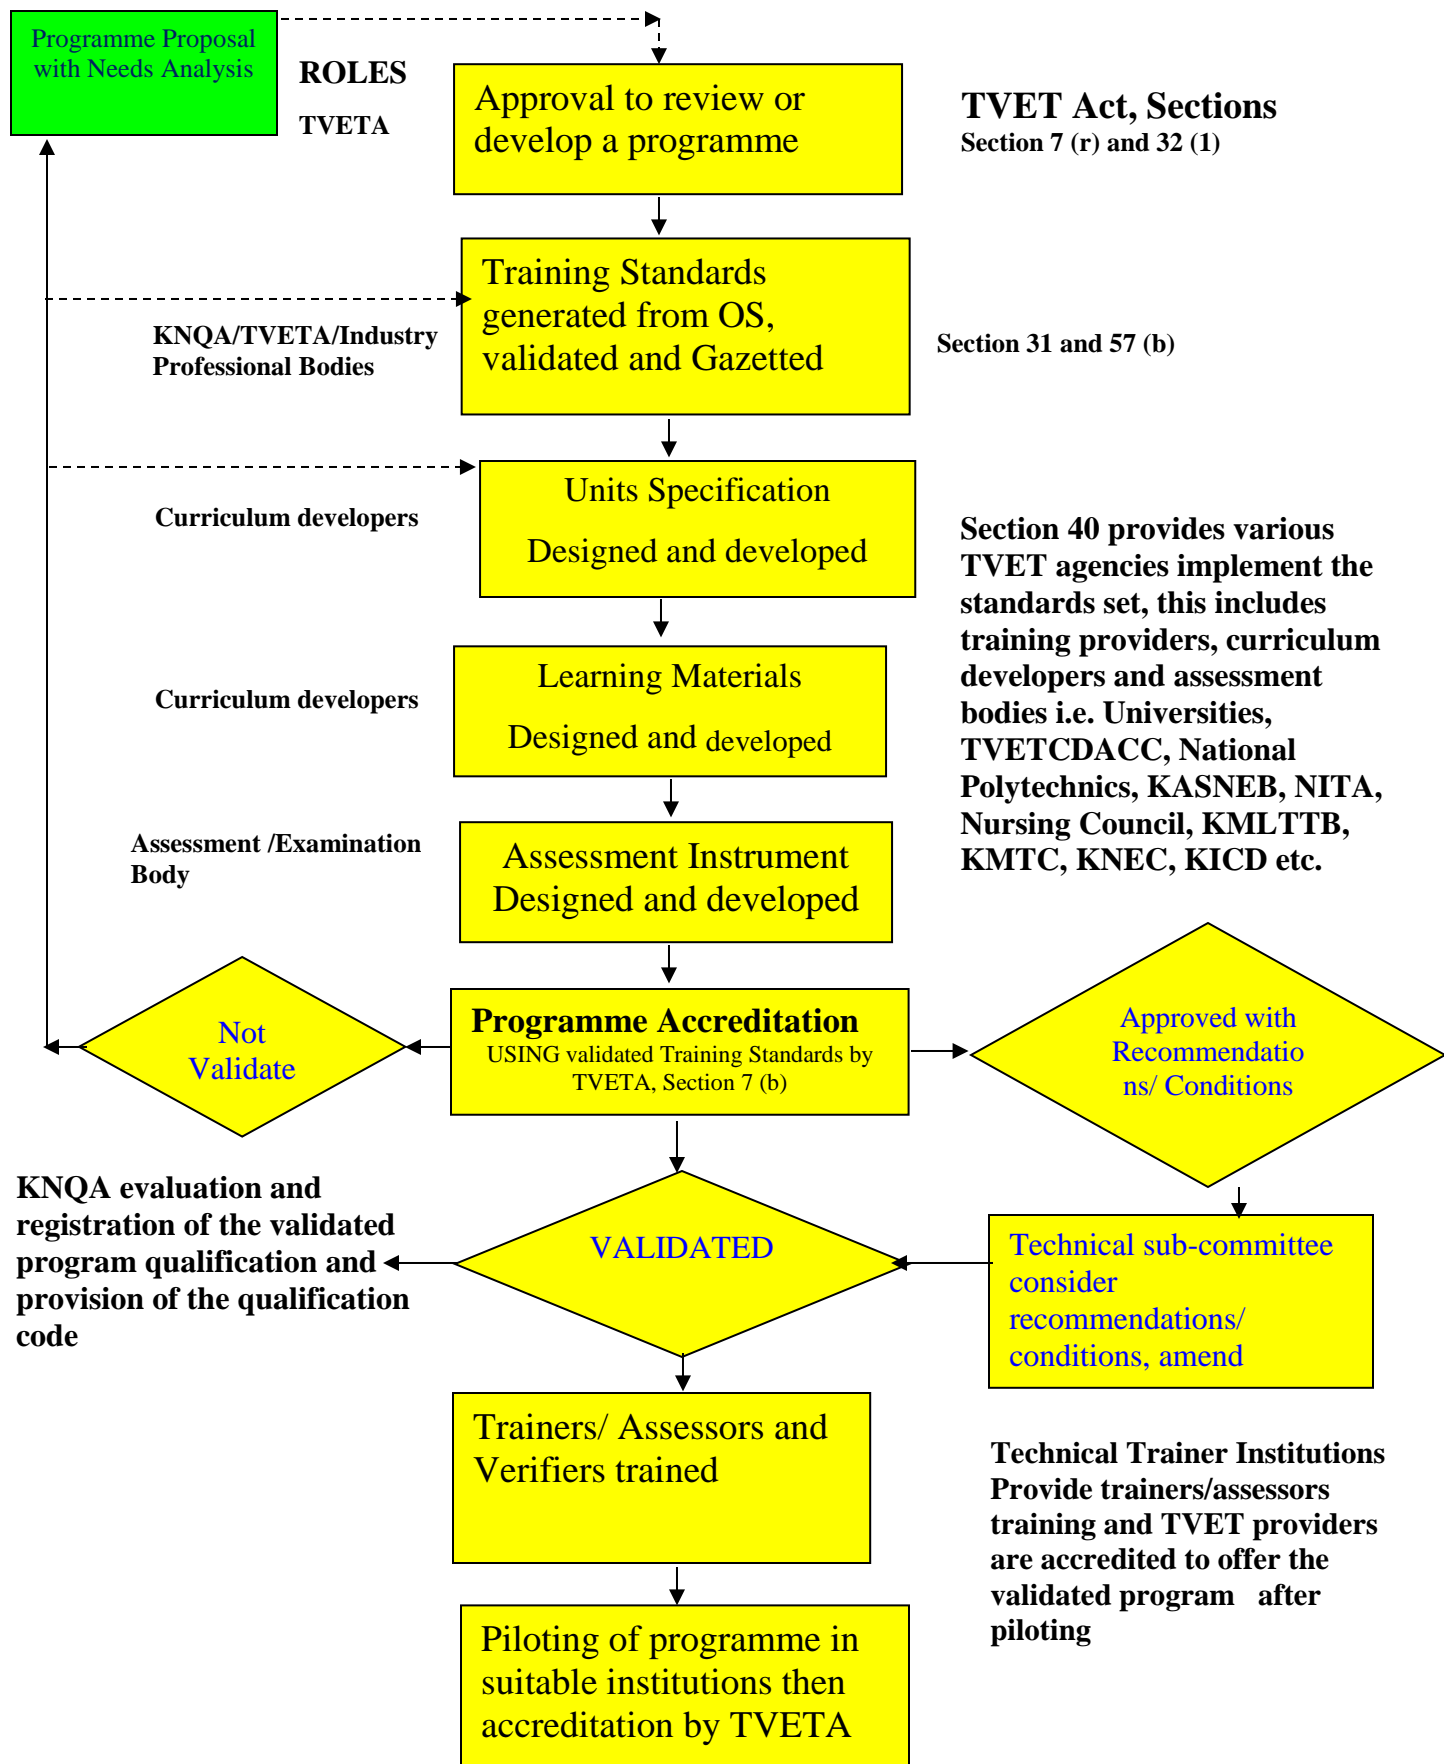 Programme Proposal
with Needs Analysis
ROLES
TVETA
Approval to review or
develop a programme
TVET Act, Sections
Section 7 (r) and 32 (1)
Training Standards
generated from OS,
validated and Gazetted
KNQA/TVETA/Industry
Professional Bodies
Section 31 and 57 (b)
Units Specification
Designed and developed
Curriculum developers
Section 40 provides various
TVET agencies implement the
standards set, this includes
training providers, curriculum
developers and assessment
bodies i.e. Universities,
TVETCDACC, National
Polytechnics, KASNEB, NITA,
Nursing Council, KMLTTB,
KMTC, KNEC, KICD etc.
Learning Materials
Designed and developed
Curriculum developers
Assessment /Examination
Body
Assessment Instrument
Designed and developed
Not
Validate
Programme Accreditation
USING validated Training Standards by
TVETA, Section 7 (b)
Approved with
Recommendatio
ns/ Conditions
KNQA evaluation and
registration of the validated
program qualification and
provision of the qualification
code
VALIDATED
Technical sub-committee
consider
recommendations/
conditions, amend
Trainers/ Assessors and
Verifiers trained
Technical Trainer Institutions
Provide trainers/assessors
training and TVET providers
are accredited to offer the
validated program after
piloting
Piloting of programme in
suitable institutions then
accreditation by TVETA